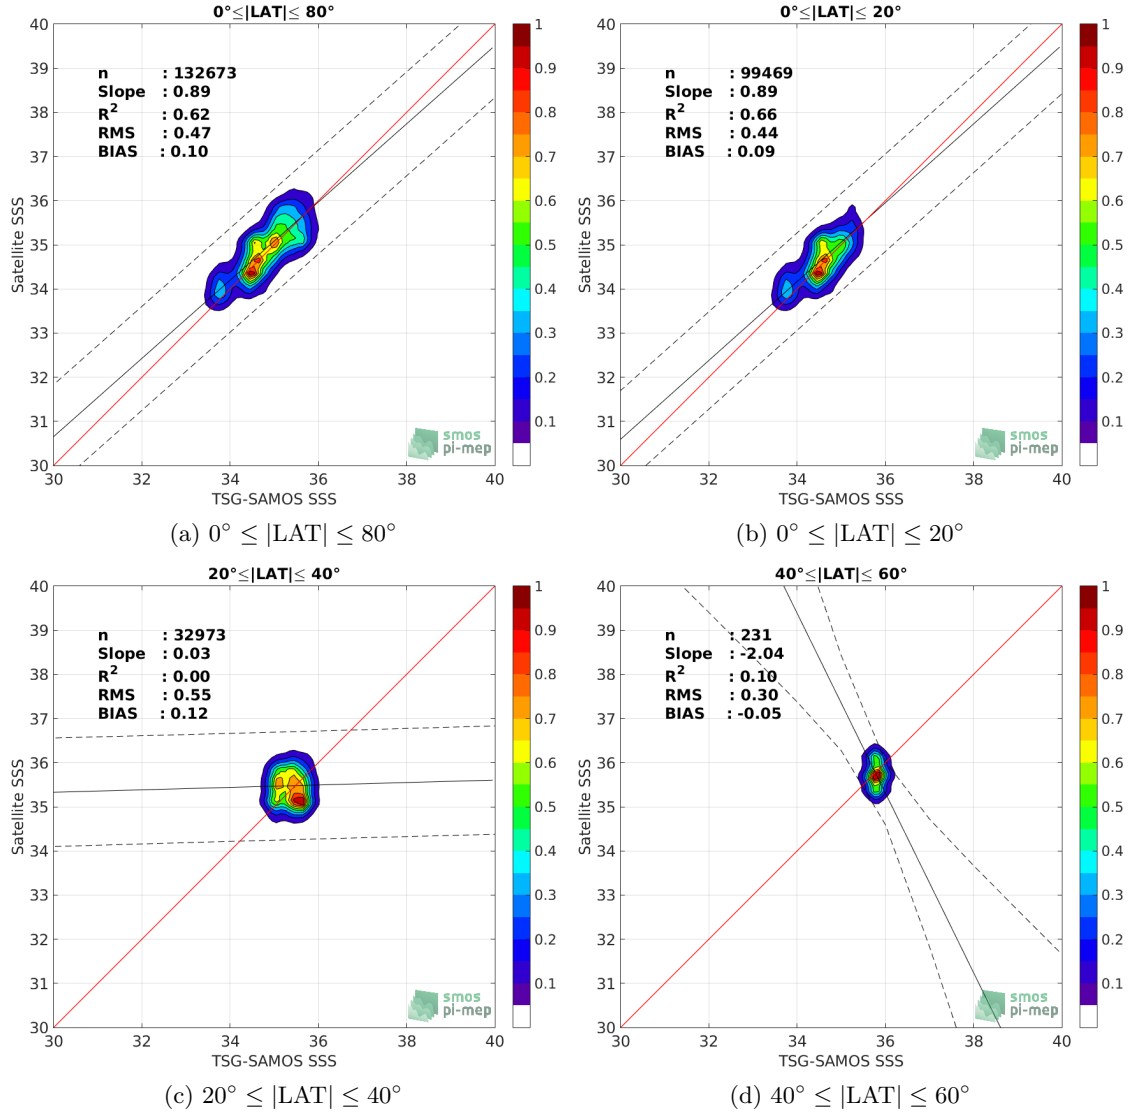 0°≤|LAT|≤ 80°
n : 132673
Slope : 0.89
R2 : 0.62
RMS : 0.47
BIAS : 0.10
40
39
38
37
36
35
34
33
32
31
30
Satellite SSS
30 32 34 36 38 40
TSG-SAMOS SSS
1
0.9
0.8
0.7
0.6
0.5
0.4
0.3
0.2
0.1
smos
pi-mep
(a) 0° ≤ |LAT| ≤ 80°
0°≤|LAT|≤ 20°
n : 99469
Slope : 0.89
R2 : 0.66
RMS : 0.44
BIAS : 0.09
40
39
38
37
36
35
34
33
32
31
30
Satellite SSS
30 32 34 36 38 40
TSG-SAMOS SSS
1
0.9
0.8
0.7
0.6
0.5
0.4
0.3
0.2
0.1
smos
pi-mep
(b) 0° ≤ |LAT| ≤ 20°
20°≤|LAT|≤ 40°
n : 32973
Slope : 0.03
R2 : 0.00
RMS : 0.55
BIAS : 0.12
40
39
38
37
36
35
34
33
32
31
30
Satellite SSS
30 32 34 36 38 40
TSG-SAMOS SSS
1
0.9
0.8
0.7
0.6
0.5
0.4
0.3
0.2
0.1
smos
pi-mep
(c) 20° ≤ |LAT| ≤ 40°
40°≤|LAT|≤ 60°
n : 231
Slope : -2.04
R2 : 0.10
RMS : 0.30
BIAS : -0.05
40
39
38
37
36
35
34
33
32
31
30
Satellite SSS
30 32 34 36 38 40
TSG-SAMOS SSS
1
0.9
0.8
0.7
0.6
0.5
0.4
0.3
0.2
0.1
smos
pi-mep
(d) 40° ≤ |LAT| ≤ 60°